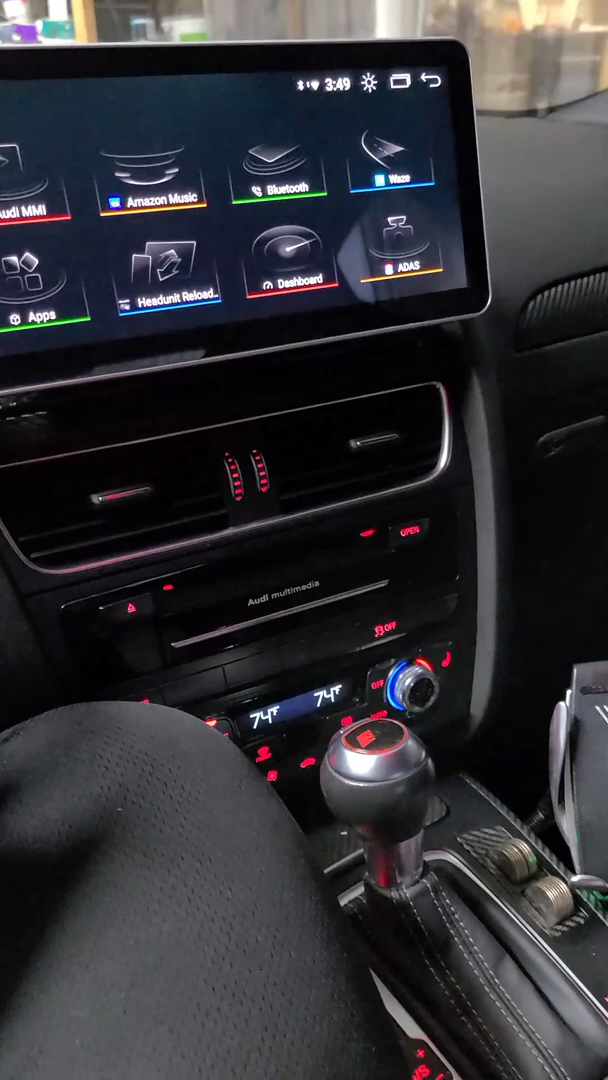 3:49
Audi MMI
Amazon Music
Bluetooth
Waze
Apps
Headunit Reload..
Dashboard
ADAS
OPEN
Audi multimedia
OFF
OFF
74°F
74°F
AUTO